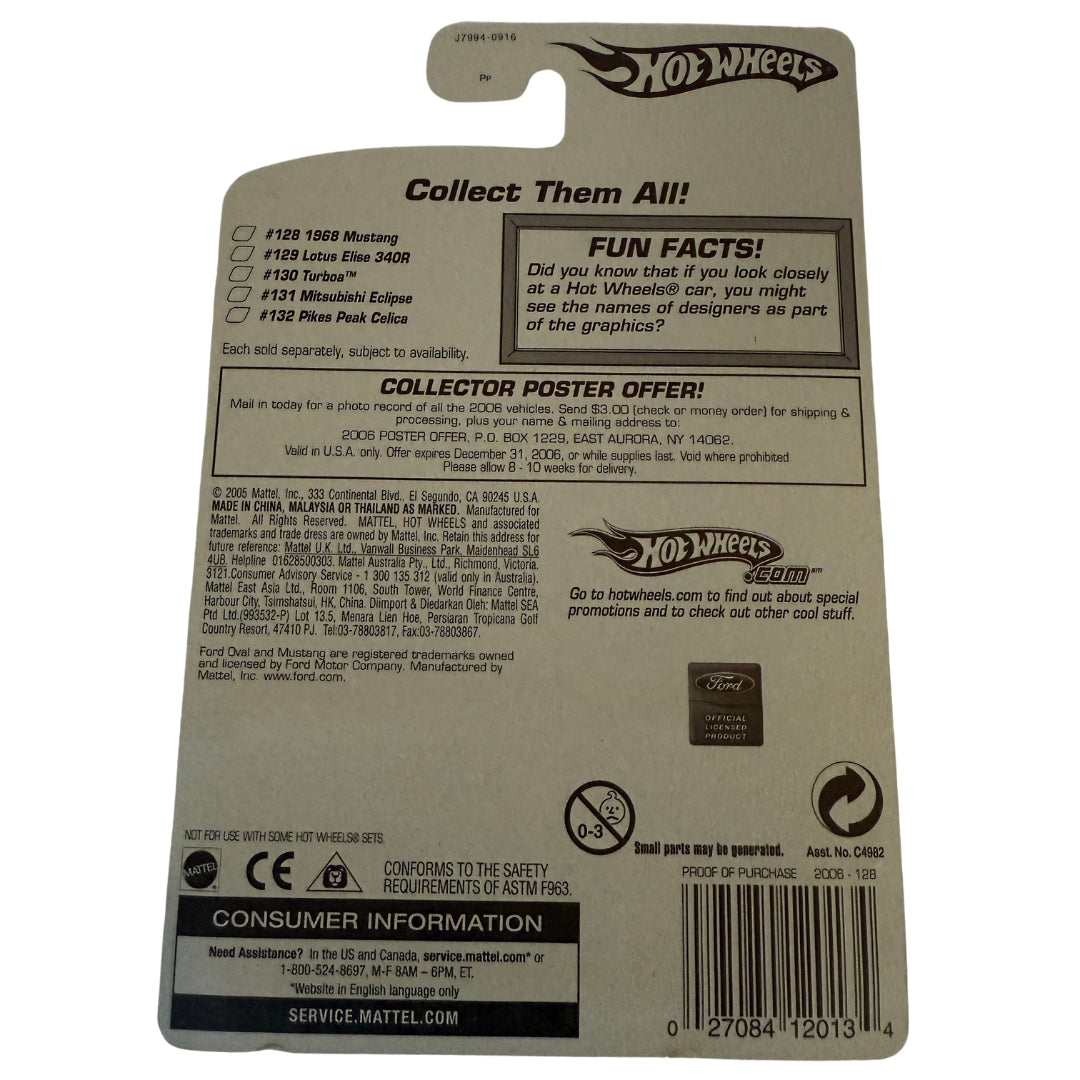 J7994-0916
PP
HOT WHEELS
Collect Them All!
#128 1968 Mustang
#129 Lotus Elise 340R
#130 Turboa™
#131 Mitsubishi Eclipse
#132 Pikes Peak Celica
Each sold separately, subject to availability.
FUN FACTS!
Did you know that if you look closely
at a Hot Wheels® car, you might
see the names of designers as part
of the graphics?
COLLECTOR POSTER OFFER!
Mail in today for a photo record of all the 2006 vehicles. Send $3.00 (check or money order) for shipping &
processing, plus your name & mailing address to:
2006 POSTER OFFER, P.O. BOX 1229, EAST AURORA, NY 14062.
Valid in U.S.A. only. Offer expires December 31, 2006, or while supplies last. Void where prohibited.
Please allow 8 - 10 weeks for delivery.
© 2005 Mattel, Inc., 333 Continental Blvd., El Segundo, CA 90245 U.S.A.
MADE IN CHINA, MALAYSIA OR THAILAND AS MARKED. Manufactured for
Mattel. All Rights Reserved. MATTEL, HOT WHEELS and associated
trademarks and trade dress are owned by Mattel, Inc. Retain this address for
future reference: Mattel U.K. Ltd., Vanwall Business Park, Maidenhead SL6
4UB. Helpline 01628500303. Mattel Australia Pty., Ltd., Richmond, Victoria.
3121.Consumer Advisory Service - 1 300 135 312 (valid only in Australia).
Mattel East Asia Ltd., Room 1106, South Tower, World Finance Centre,
Harbour City, Tsimshatsui, HK, China. Diimport & Diedarkan Oleh: Mattel SEA
Ptd Ltd.(993532-P) Lot 13.5, Menara Lien Hoe, Persiaran Tropicana Golf
Country Resort, 47410 PJ. Tel:03-78803817, Fax:03-78803867.
Ford Oval and Mustang are registered trademarks owned
and licensed by Ford Motor Company. Manufactured by
Mattel, Inc. www.ford.com.
HOT WHEELS
.COM℠
Go to hotwheels.com to find out about special
promotions and to check out other cool stuff.
Ford
OFFICIAL
LICENSED
PRODUCT
0-3
Small parts may be generated.
Asst. No. C4982
NOT FOR USE WITH SOME HOT WHEELS® SETS.
MATTEL®
CE
CONFORMS TO THE SAFETY
REQUIREMENTS OF ASTM F963.
PROOF OF PURCHASE 2006 - 128
CONSUMER INFORMATION
Need Assistance? In the US and Canada, service.mattel.com* or
1-800-524-8697, M-F 8AM – 6PM, ET.
*Website in English language only
SERVICE.MATTEL.COM
0 27084 12013 4